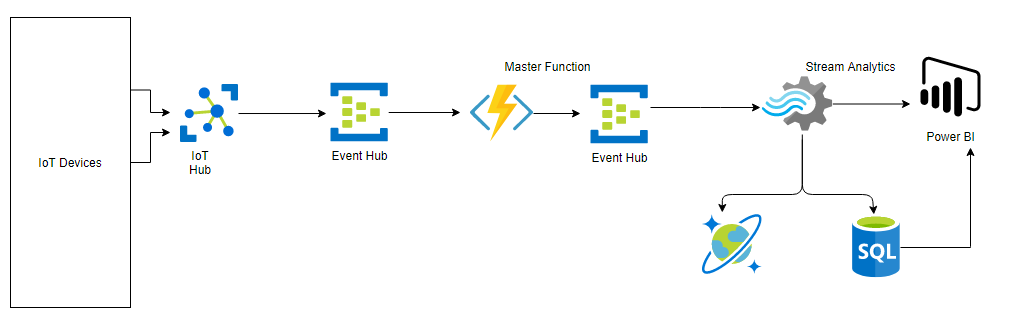 Master Function
Stream Analytics
IoT Devices
IoT
Hub
Event Hub
Event Hub
Power BI
SQL